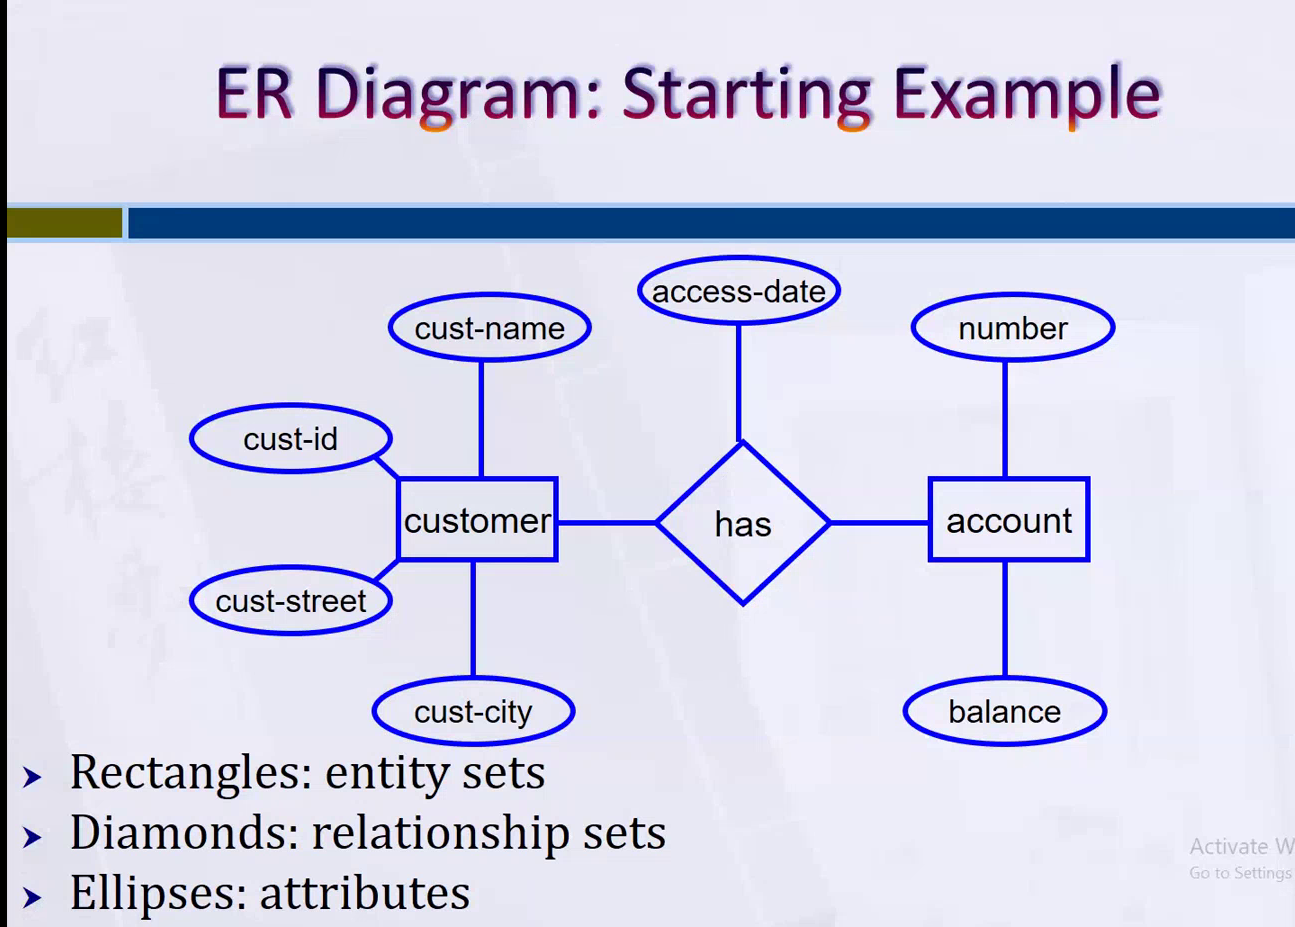 ER Diagram: Starting Example
access-date
cust-name
number
cust-id
customer
has
account
cust-street
cust-city
balance
Rectangles: entity sets
Diamonds: relationship sets
Ellipses: attributes
Activate W
Go to Settings